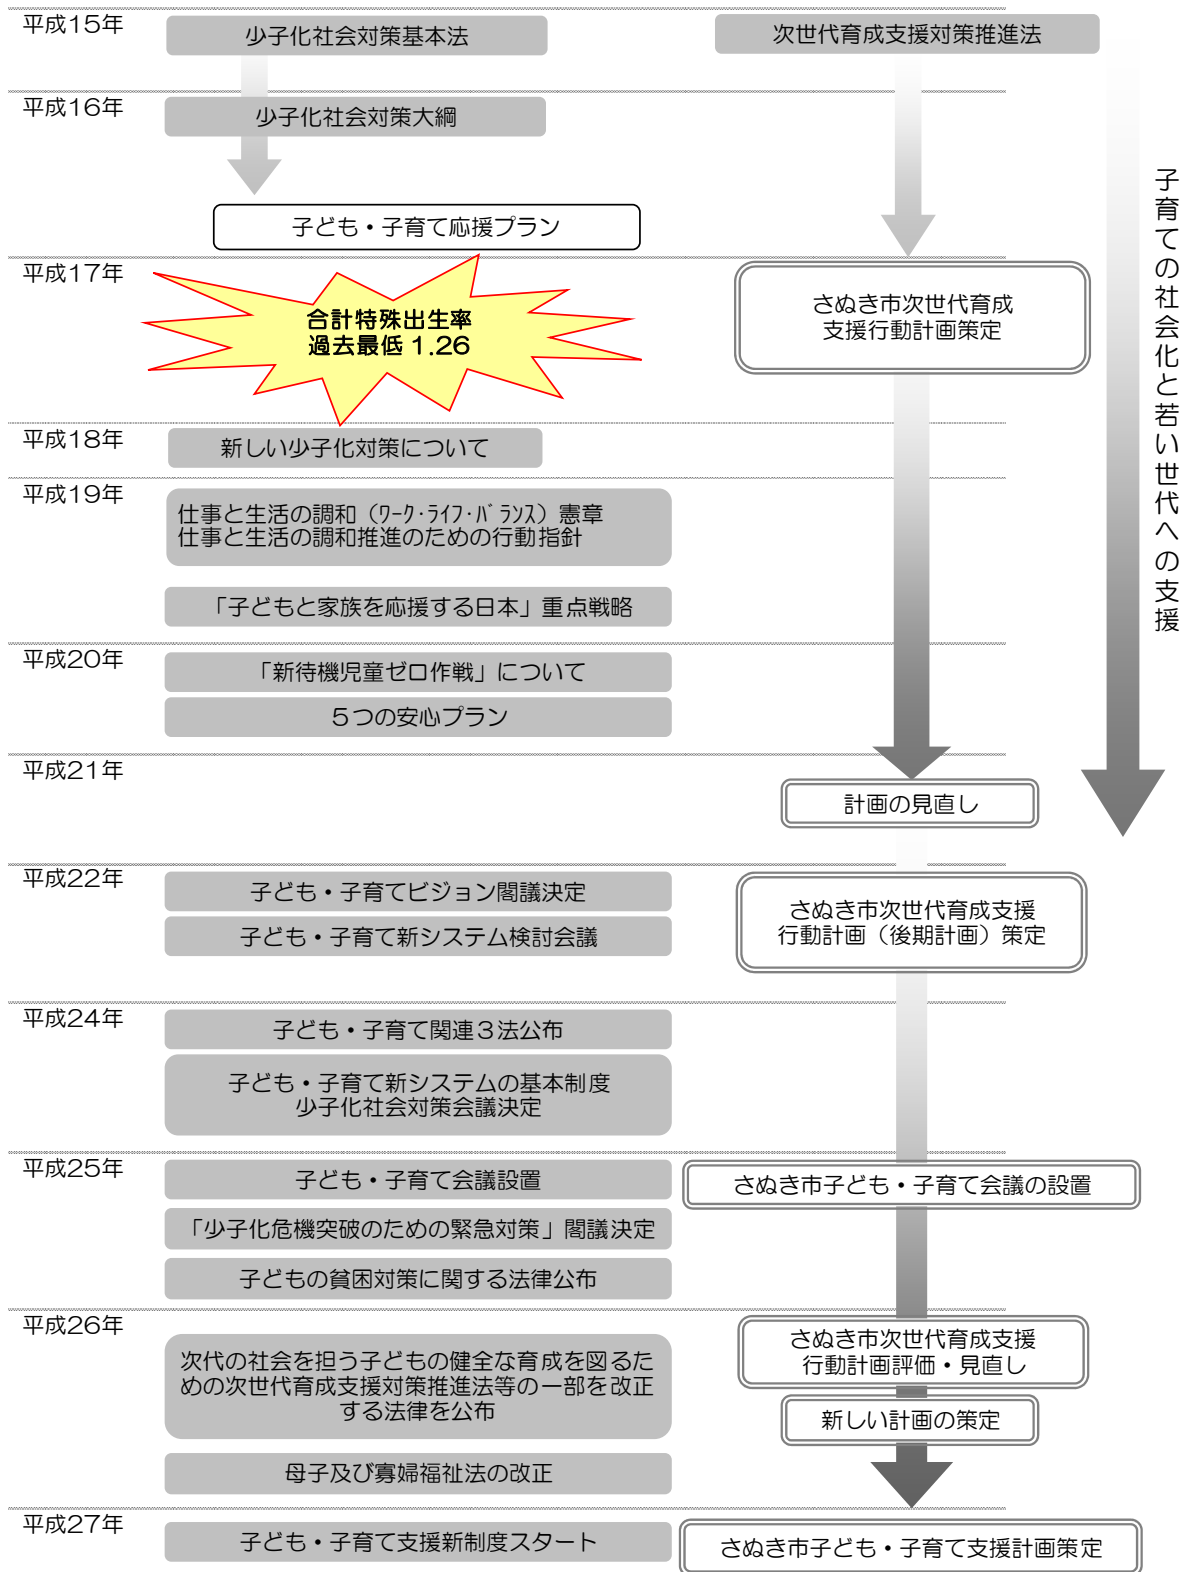 平成15年
少子化社会対策基本法
次世代育成支援対策推進法
平成16年
少子化社会対策大綱
子ども・子育て応援プラン
平成17年
合計特殊出生率
過去最低 1.26
さぬき市次世代育成
支援行動計画策定
平成18年
新しい少子化対策について
平成19年
仕事と生活の調和（ﾜｰｸ･ﾗｲﾌ･ﾊﾞﾗﾝｽ）憲章
仕事と生活の調和推進のための行動指針
「子どもと家族を応援する日本」重点戦略
平成20年
「新待機児童ゼロ作戦」について
５つの安心プラン
平成21年
計画の見直し
平成22年
子ども・子育てビジョン閣議決定
子ども・子育て新システム検討会議
さぬき市次世代育成支援
行動計画（後期計画）策定
平成24年
子ども・子育て関連３法公布
子ども・子育て新システムの基本制度
少子化社会対策会議決定
平成25年
子ども・子育て会議設置
さぬき市子ども・子育て会議の設置
「少子化危機突破のための緊急対策」閣議決定
子どもの貧困対策に関する法律公布
平成26年
次代の社会を担う子どもの健全な育成を図るた
めの次世代育成支援対策推進法等の一部を改正
する法律を公布
母子及び寡婦福祉法の改正
さぬき市次世代育成支援
行動計画評価・見直し
新しい計画の策定
平成27年
子ども・子育て支援新制度スタート
さぬき市子ども・子育て支援計画策定
子育ての社会化と若い世代への支援